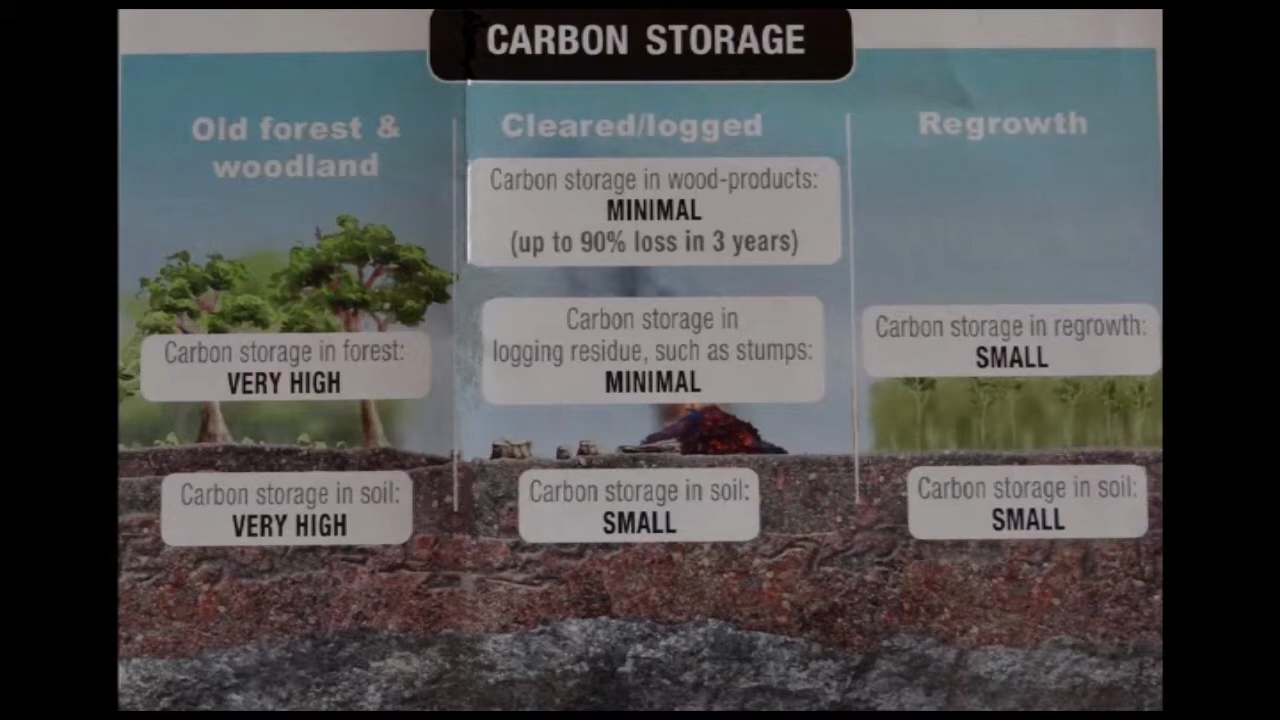 CARBON STORAGE
Old forest &
woodland
Carbon storage in forest:
VERY HIGH
Carbon storage in soil:
VERY HIGH
Cleared/logged
Carbon storage in wood-products:
MINIMAL
(up to 90% loss in 3 years)
Carbon storage in
logging residue, such as stumps:
MINIMAL
Carbon storage in soil:
SMALL
Regrowth
Carbon storage in regrowth:
SMALL
Carbon storage in soil:
SMALL